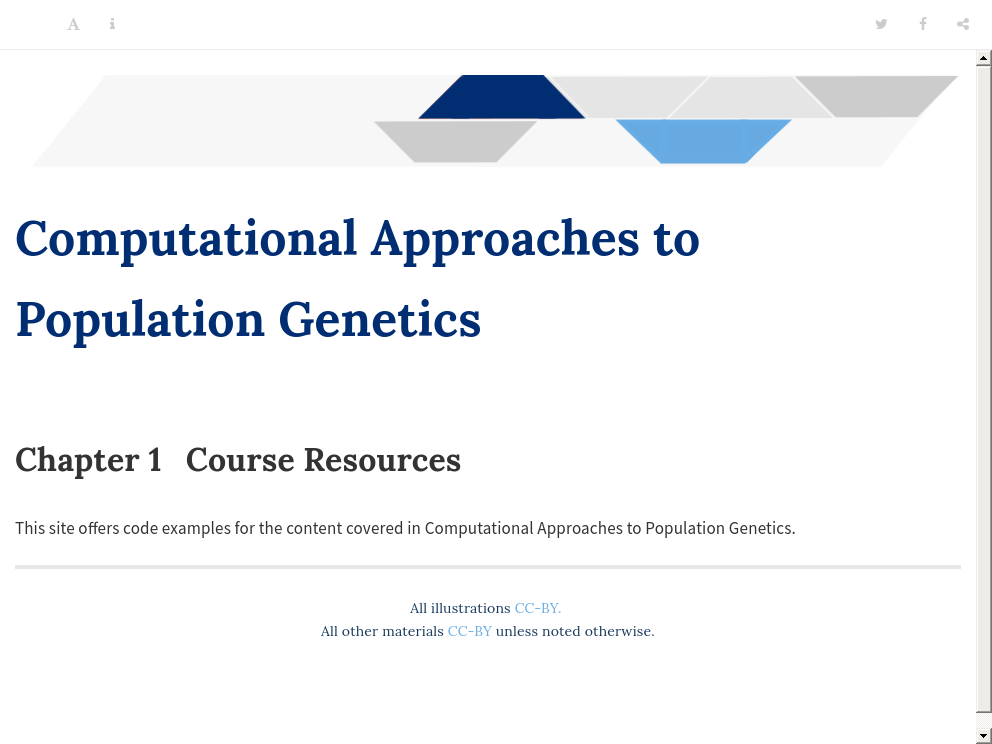 Computational Approaches to
Population Genetics
Chapter 1 Course Resources
This site offers code examples for the content covered in Computational Approaches to Population Genetics.
All illustrations CC-BY.
All other materials CC-BY unless noted otherwise.